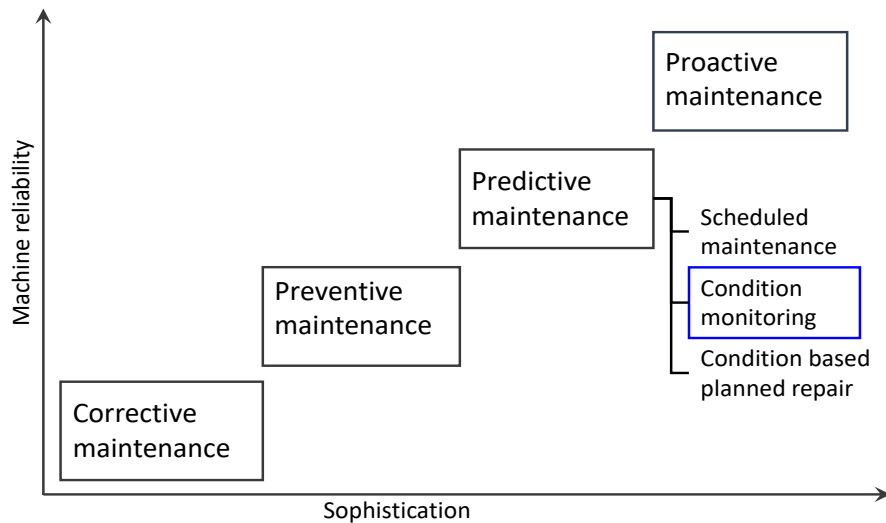 Proactive
maintenance
Predictive
maintenance
Scheduled
maintenance
Condition
monitoring
Condition based
planned repair
Preventive
maintenance
Corrective
maintenance
Machine reliability
Sophistication